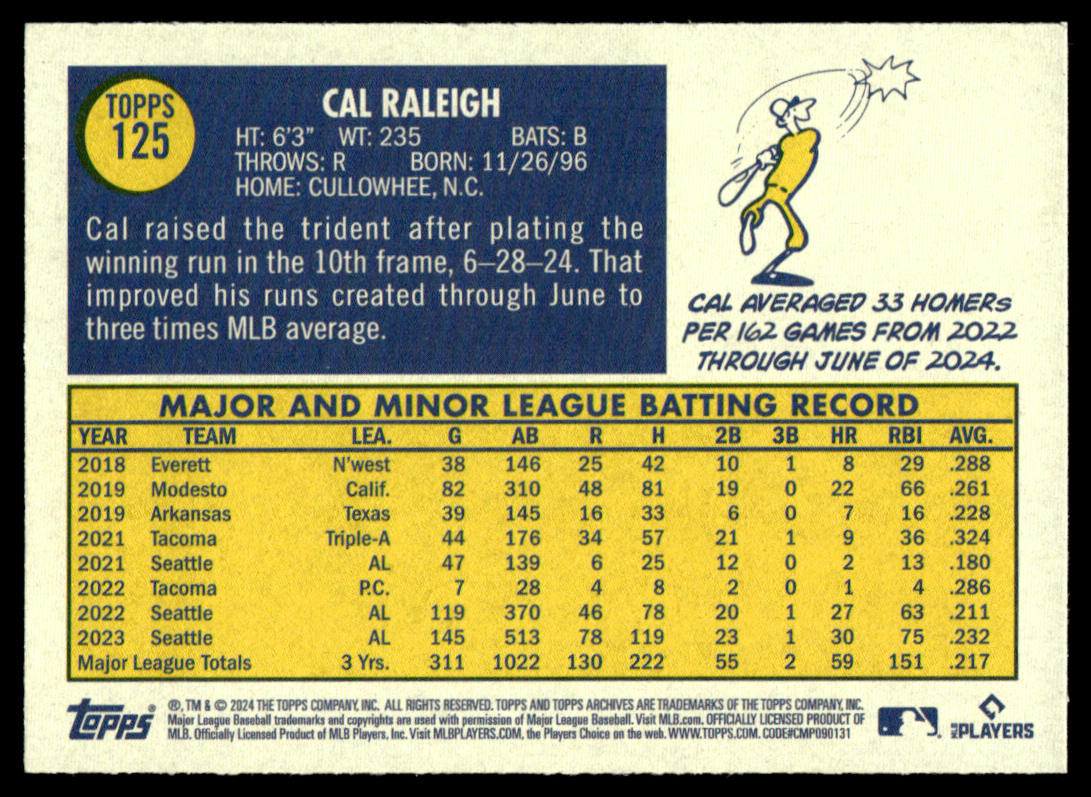 TOPPS
125
CAL RALEIGH
HT: 6'3" WT: 235 BATS: B
THROWS: R BORN: 11/26/96
HOME: CULLOWHEE, N.C.
Cal raised the trident after plating the
winning run in the 10th frame, 6–28–24. That
improved his runs created through June to
three times MLB average.
CAL AVERAGED 33 HOMERS
PER 162 GAMES FROM 2022
THROUGH JUNE OF 2024.
MAJOR AND MINOR LEAGUE BATTING RECORD
YEAR TEAM LEA. G AB R H 2B 3B HR RBI AVG.
2018 Everett N'west 38 146 25 42 10 1 8 29 .288
2019 Modesto Calif. 82 310 48 81 19 0 22 66 .261
2019 Arkansas Texas 39 145 16 33 6 0 7 16 .228
2021 Tacoma Triple-A 44 176 34 57 21 1 9 36 .324
2021 Seattle AL 47 139 6 25 12 0 2 13 .180
2022 Tacoma P.C. 7 28 4 8 2 0 1 4 .286
2022 Seattle AL 119 370 46 78 20 1 27 63 .211
2023 Seattle AL 145 513 78 119 23 1 30 75 .232
Major League Totals 3 Yrs. 311 1022 130 222 55 2 59 151 .217
topps®
®, TM & © 2024 THE TOPPS COMPANY, INC. ALL RIGHTS RESERVED. TOPPS AND TOPPS ARCHIVES ARE TRADEMARKS OF THE TOPPS COMPANY, INC.
Major League Baseball trademarks and copyrights are used with permission of Major League Baseball. Visit MLB.com. OFFICIALLY LICENSED PRODUCT OF
MLB. Officially Licensed Product of MLB Players, Inc. Visit MLBPLAYERS.COM, the Players Choice on the web. WWW.TOPPS.COM. CODE#CMP090131
MLB PLAYERS